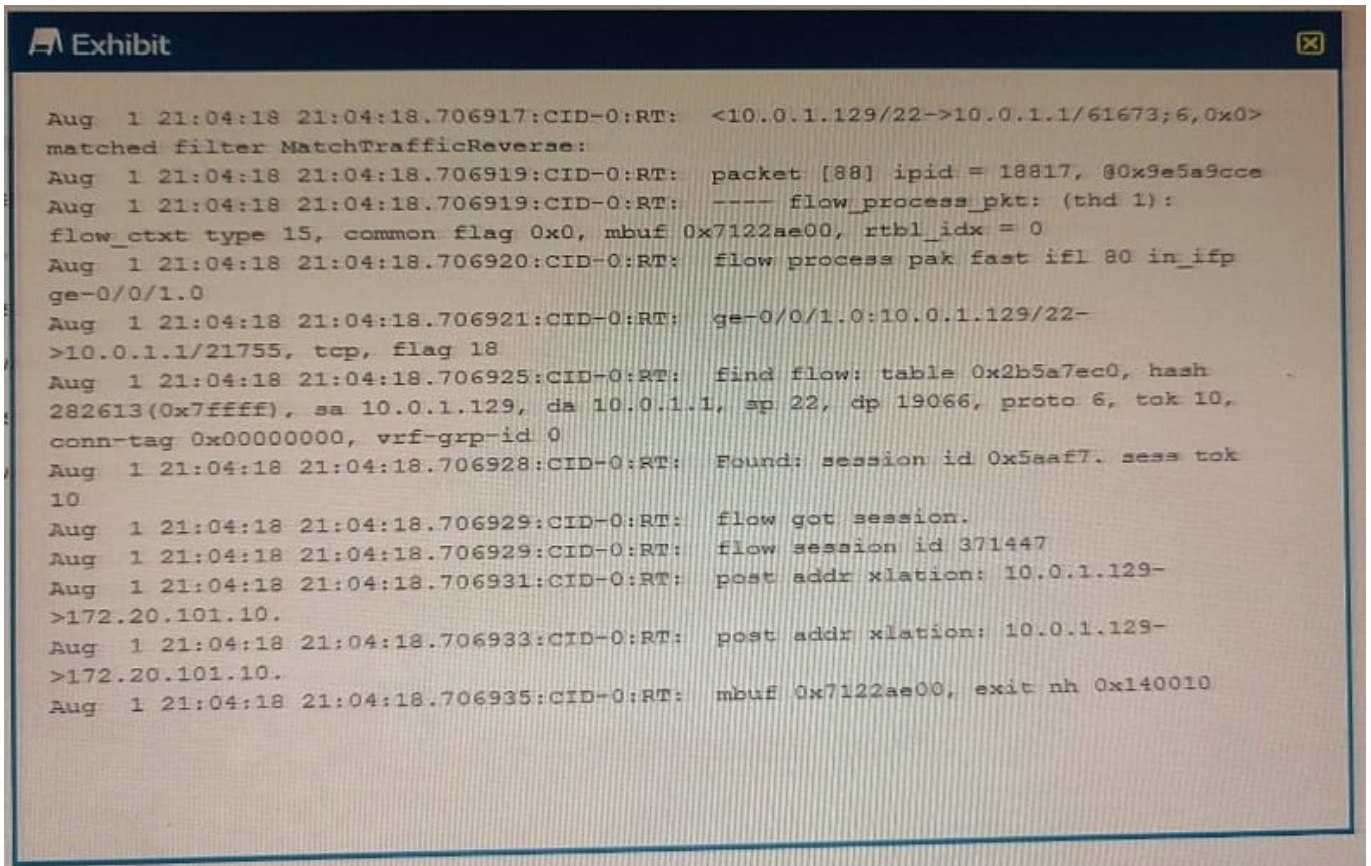 Exhibit
Aug 1 21:04:18 21:04:18.706917:CID-0:RT: <10.0.1.129/22->10.0.1.1/61673;6,0x0>
matched filter MatchTrafficReverse:
Aug 1 21:04:18 21:04:18.706919:CID-0:RT: packet [88] ipid = 18817, @0x9e5a9cce
Aug 1 21:04:18 21:04:18.706919:CID-0:RT: ---- flow_process_pkt: (thd 1):
flow_ctxt type 15, common flag 0x0, mbuf 0x7122ae00, rtbl_idx = 0
Aug 1 21:04:18 21:04:18.706920:CID-0:RT: flow process pak fast ifl 80 in_ifp
ge-0/0/1.0
Aug 1 21:04:18 21:04:18.706921:CID-0:RT: ge-0/0/1.0:10.0.1.129/22-
>10.0.1.1/21755, tcp, flag 18
Aug 1 21:04:18 21:04:18.706925:CID-0:RT: find flow: table 0x2b5a7ec0, hash
282613(0x7ffff), sa 10.0.1.129, da 10.0.1.1, sp 22, dp 19066, proto 6, tok 10,
conn-tag 0x00000000, vrf-grp-id 0
Aug 1 21:04:18 21:04:18.706928:CID-0:RT: Found: session id 0x5aaf7. sess tok
10
Aug 1 21:04:18 21:04:18.706929:CID-0:RT: flow got session.
Aug 1 21:04:18 21:04:18.706929:CID-0:RT: flow session id 371447
Aug 1 21:04:18 21:04:18.706931:CID-0:RT: post addr xlation: 10.0.1.129-
>172.20.101.10.
Aug 1 21:04:18 21:04:18.706933:CID-0:RT: post addr xlation: 10.0.1.129-
>172.20.101.10.
Aug 1 21:04:18 21:04:18.706935:CID-0:RT: mbuf 0x7122ae00, exit nh 0x140010